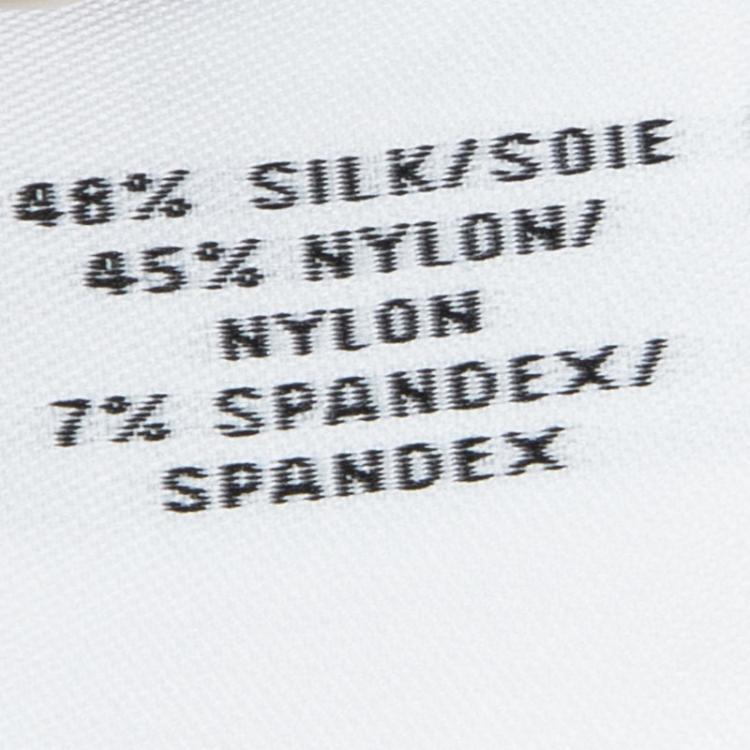 48% SILK/SOIE
45% NYLON/
NYLON
7% SPANDEX/
SPANDEX